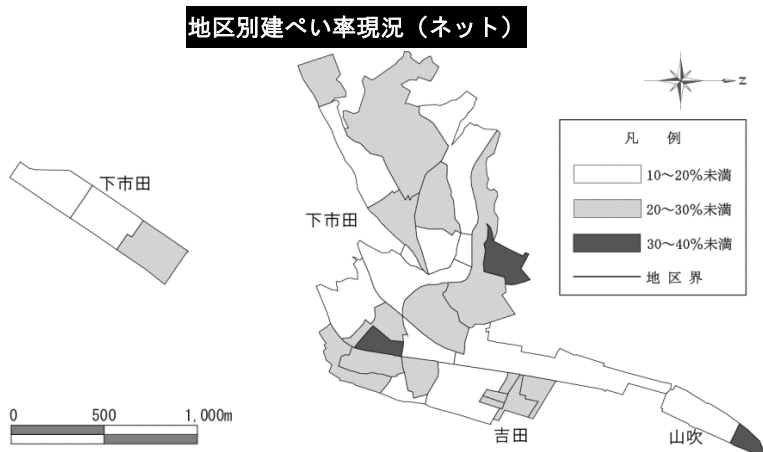 地区別建ぺい率現況（ネット）
Z
凡　例
10～20％未満
20～30％未満
30～40％未満
地 区 界
下市田
下市田
吉田
山吹
0 500 1,000m